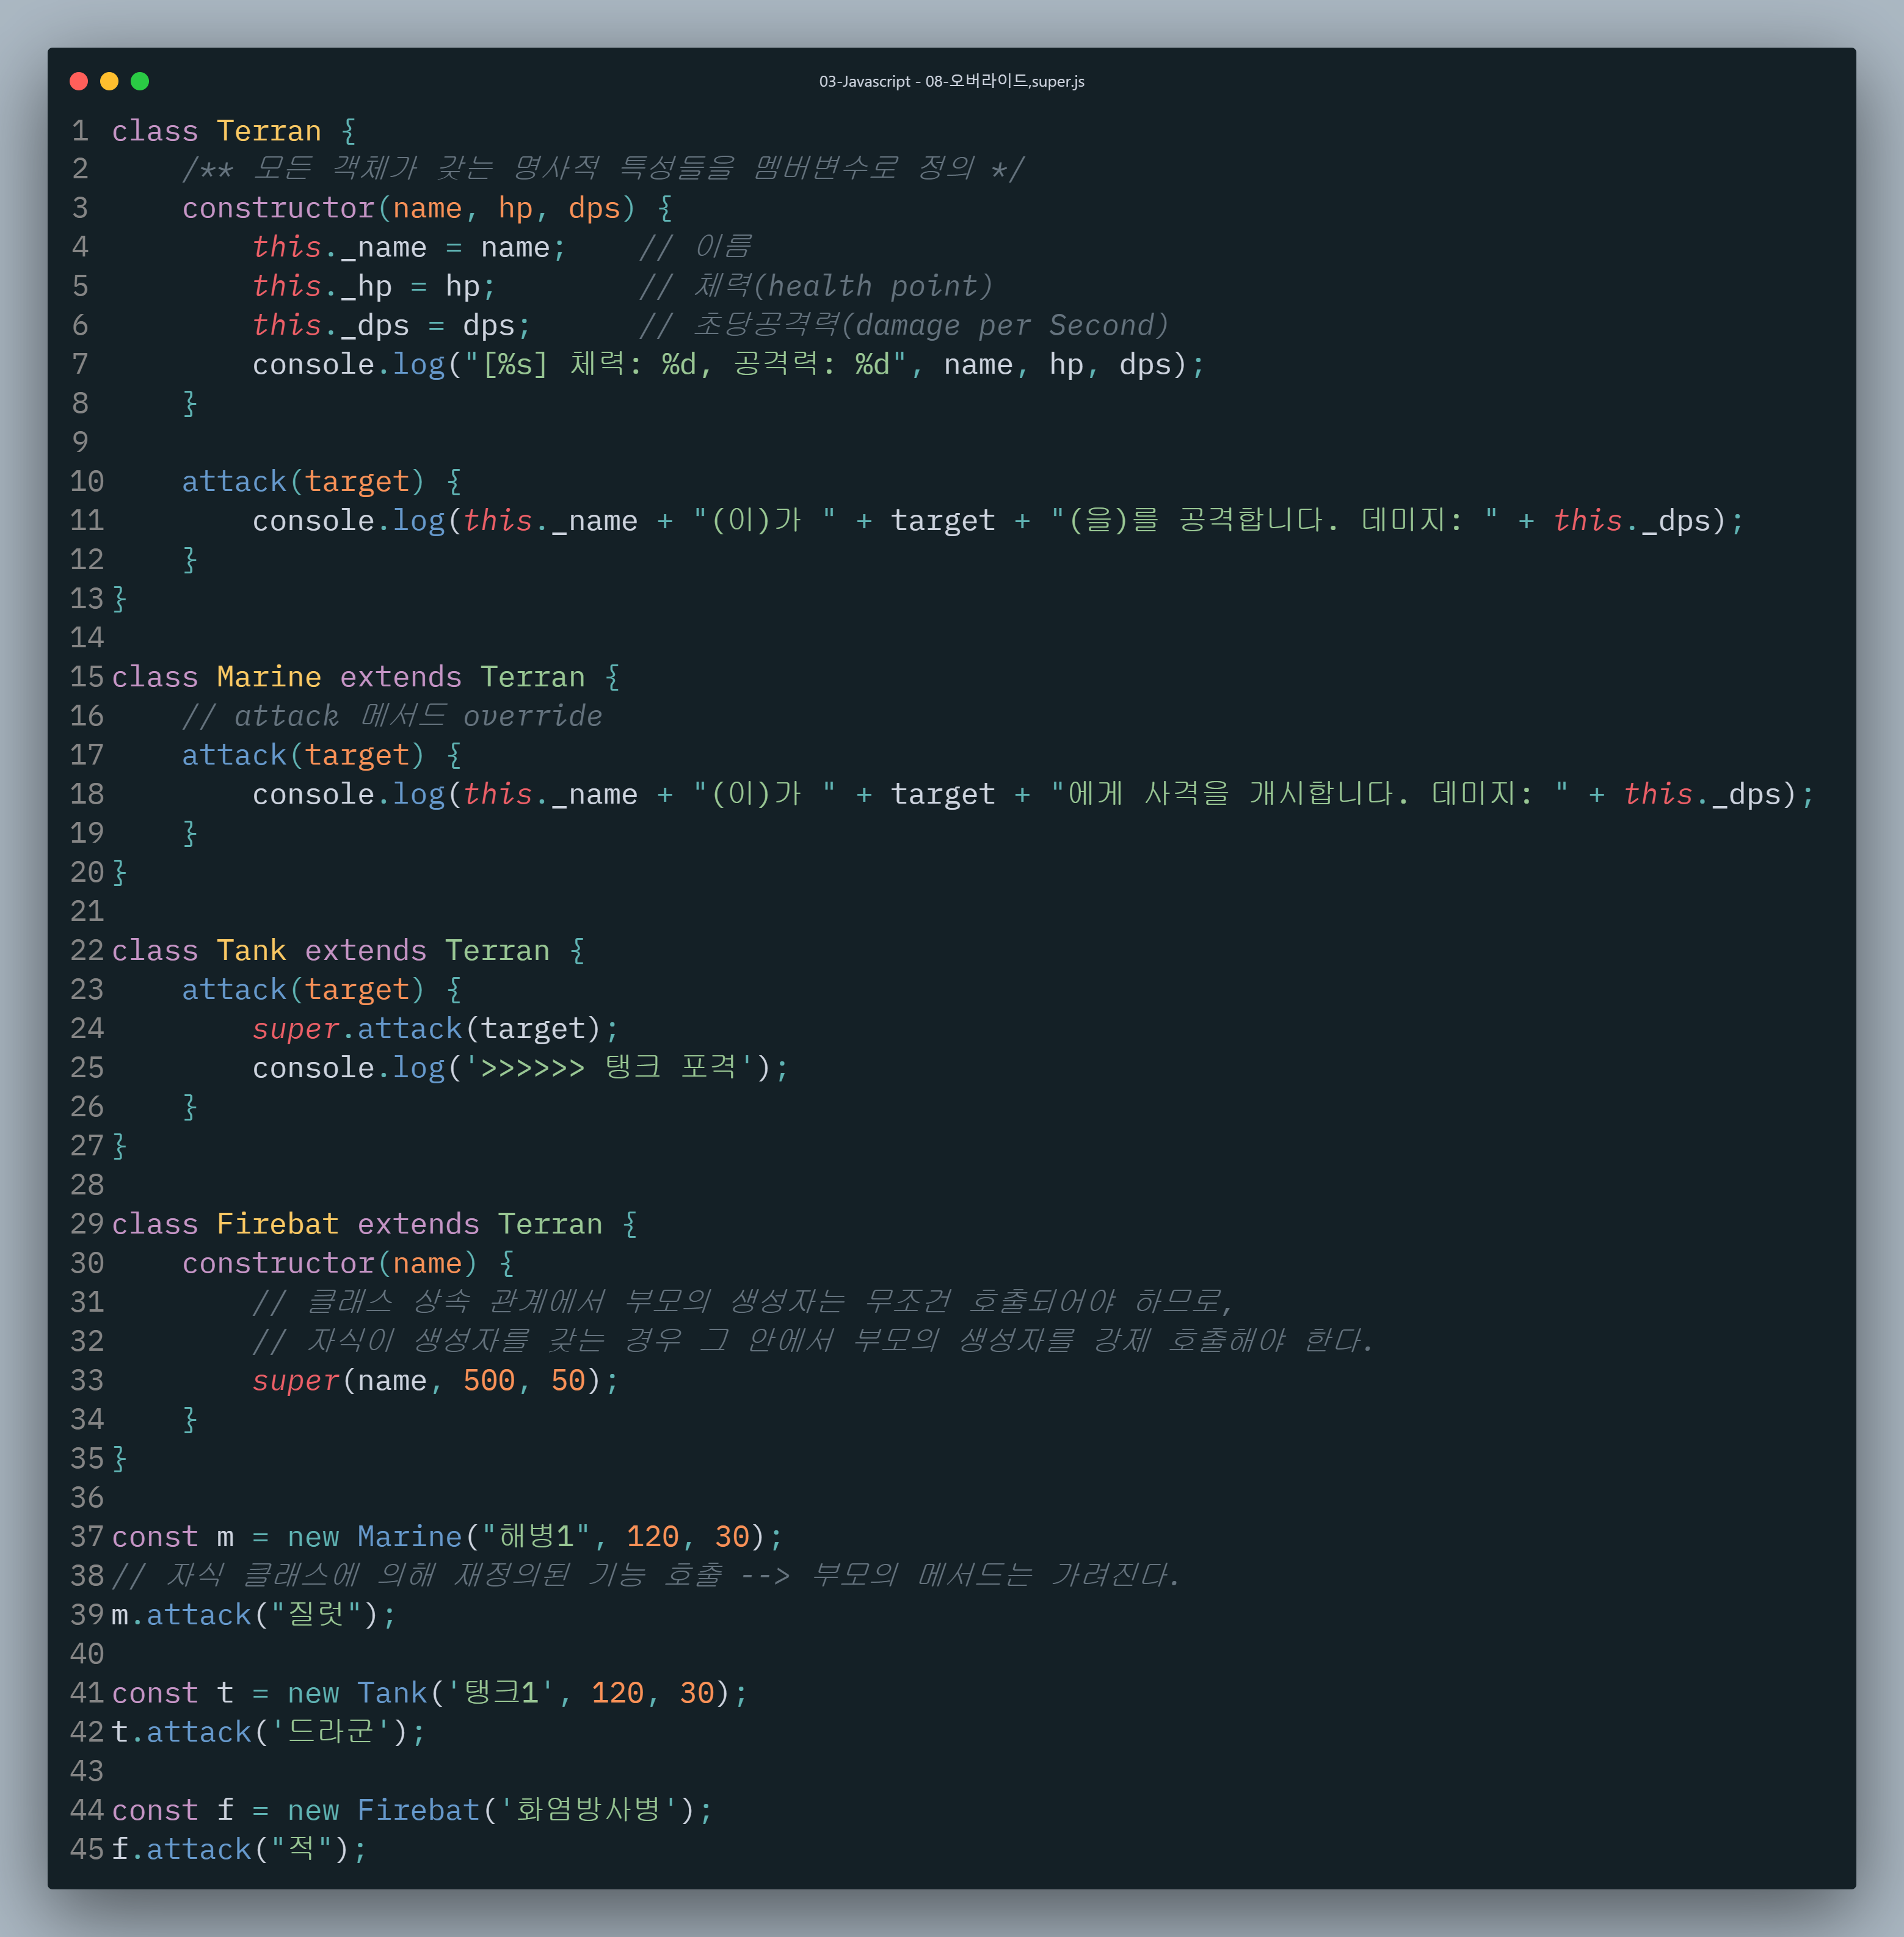 03-Javascript - 08-오버라이드,super.js
1 class Terran {
2     /** 모든 객체가 갖는 명사적 특성들을 멤버변수로 정의 */
3     constructor(name, hp, dps) {
4         this._name = name;    // 이름
5         this._hp = hp;        // 체력(health point)
6         this._dps = dps;      // 초당공격력(damage per Second)
7         console.log("[%s] 체력: %d, 공격력: %d", name, hp, dps);
8     }
9
10     attack(target) {
11         console.log(this._name + "(이)가 " + target + "(을)를 공격합니다. 데미지: " + this._dps);
12     }
13 }
14
15 class Marine extends Terran {
16     // attack 메서드 override
17     attack(target) {
18         console.log(this._name + "(이)가 " + target + "에게 사격을 개시합니다. 데미지: " + this._dps);
19     }
20 }
21
22 class Tank extends Terran {
23     attack(target) {
24         super.attack(target);
25         console.log('>>>>>> 탱크 포격');
26     }
27 }
28
29 class Firebat extends Terran {
30     constructor(name) {
31         // 클래스 상속 관계에서 부모의 생성자는 무조건 호출되어야 하므로,
32         // 자식이 생성자를 갖는 경우 그 안에서 부모의 생성자를 강제 호출해야 한다.
33         super(name, 500, 50);
34     }
35 }
36
37 const m = new Marine("해병1", 120, 30);
38 // 자식 클래스에 의해 재정의된 기능 호출 --> 부모의 메서드는 가려진다.
39 m.attack("질럿");
40
41 const t = new Tank('탱크1', 120, 30);
42 t.attack('드라군');
43
44 const f = new Firebat('화염방사병');
45 f.attack("적");